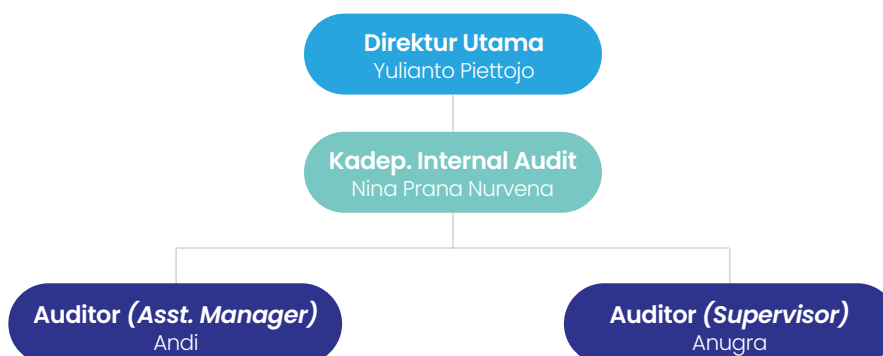 Direktur Utama
Yulianto Piettojo
Kadep. Internal Audit
Nina Prana Nurvena
Auditor (Asst. Manager)
Andi
Auditor (Supervisor)
Anugra